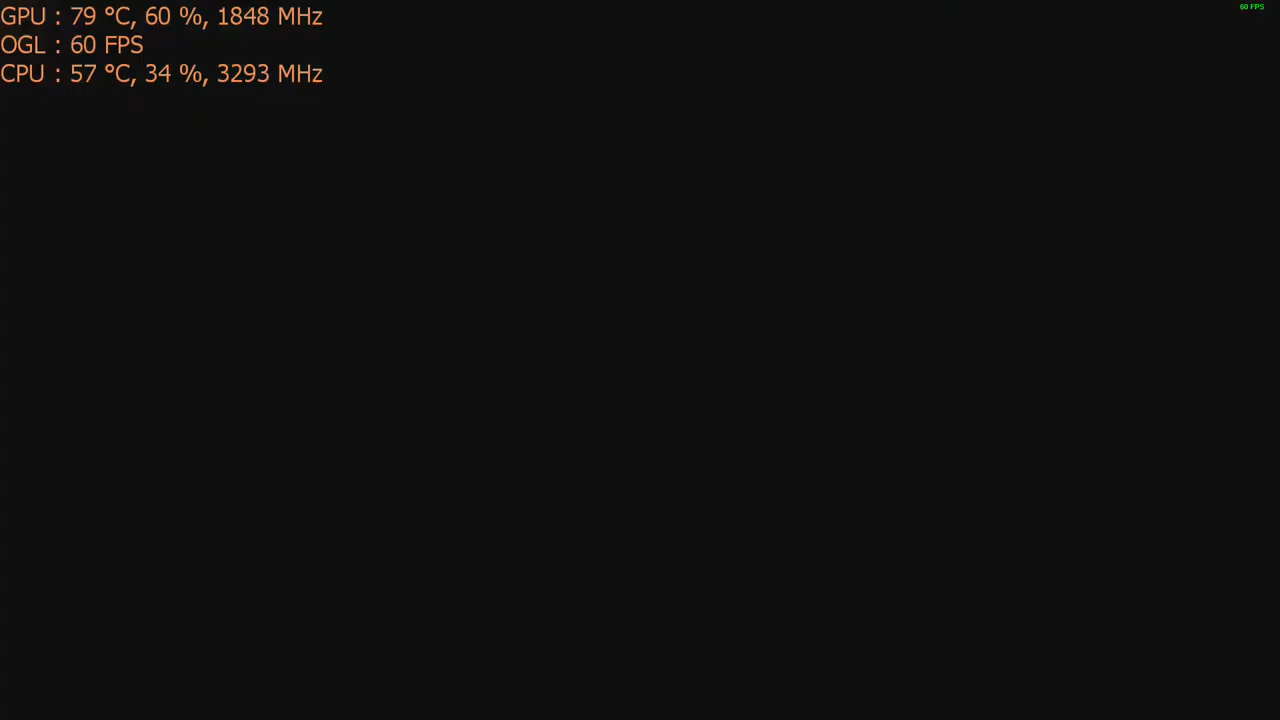 GPU : 79 °C, 60 %, 1848 MHz
60 FPS
OGL : 60 FPS
CPU : 57 °C, 34 %, 3293 MHz